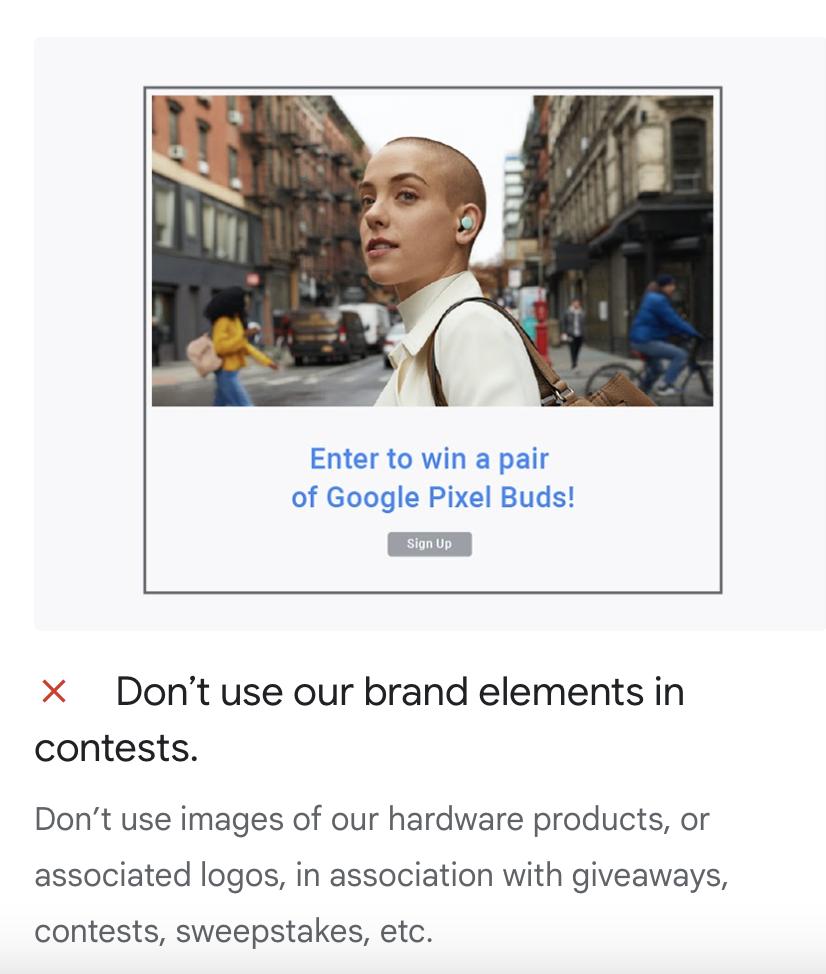 Enter to win a pair
of Google Pixel Buds!
Sign Up
Don’t use our brand elements in
contests.
Don’t use images of our hardware products, or
associated logos, in association with giveaways,
contests, sweepstakes, etc.